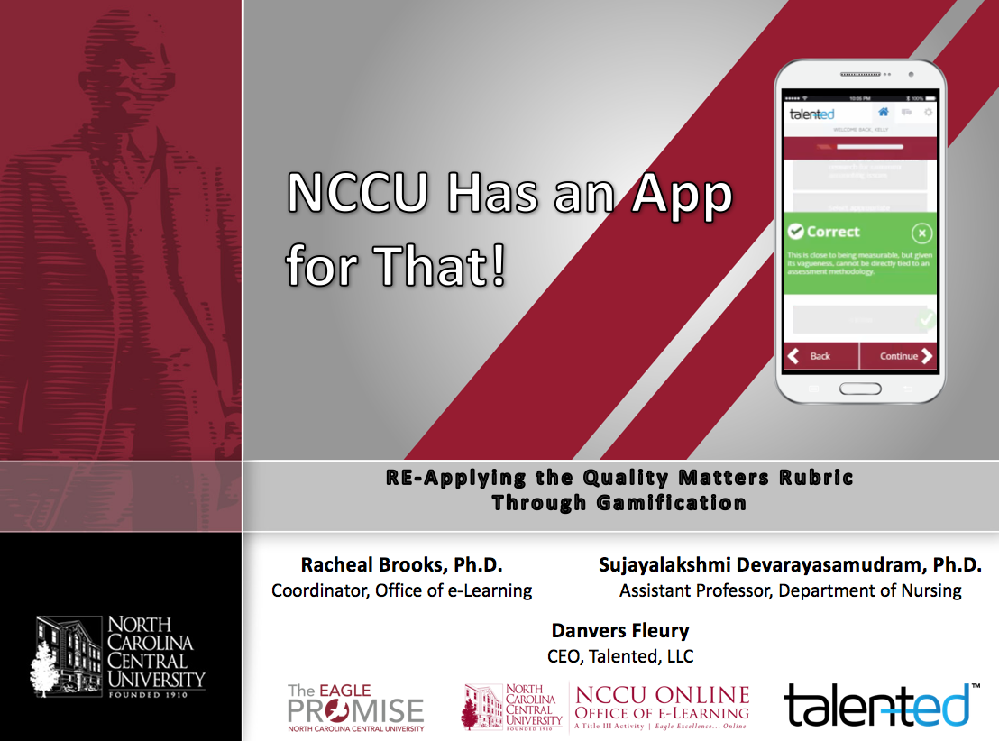 NCCU Has an App
for That!
10:05 PM
100%
talented
WELCOME BACK, KELLY
Correct
This is close to being measurable, but given
its vagueness, cannot be directly tied to an
assessment methodology.
Back
Continue
RE-Applying the Quality Matters Rubric
Through Gamification
Racheal Brooks, Ph.D.
Coordinator, Office of e-Learning
Sujayalakshmi Devarayasamudram, Ph.D.
Assistant Professor, Department of Nursing
Danvers Fleury
CEO, Talented, LLC
NORTH
CAROLINA
CENTRAL
UNIVERSITY
FOUNDED 1910
The EAGLE
PROMISE
NORTH CAROLINA CENTRAL UNIVERSITY
NORTH
CAROLINA
CENTRAL
UNIVERSITY
FOUNDED 1910
NCCU ONLINE
OFFICE OF E-LEARNING
A Title III Activity | Eagle Excellence... Online
talented™